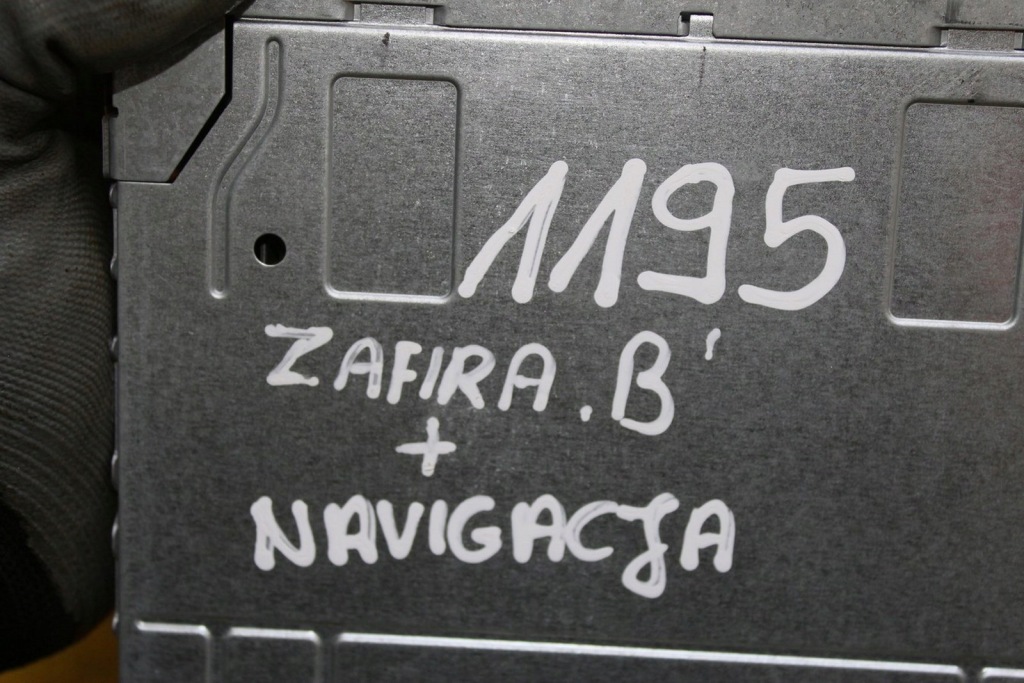 1195
ZAFIRA.B'
+
NAVIGACJA